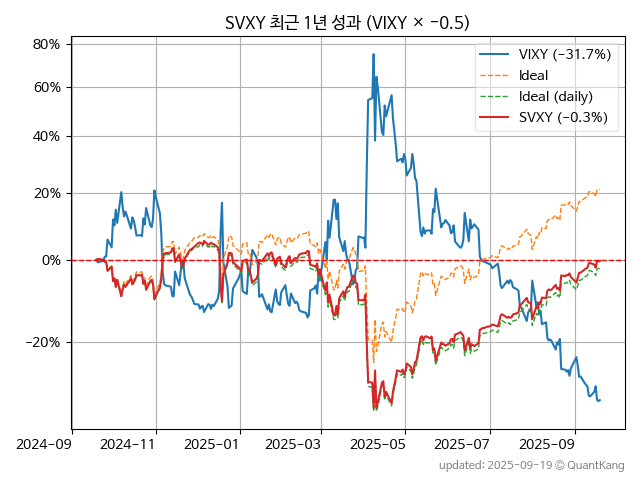 SVXY 최근 1년 성과 (VIXY × −0.5)
80%
60%
40%
20%
0%
−20%
VIXY (−31.7%)
Ideal
Ideal (daily)
SVXY (−0.3%)
2024-09
2024-11
2025-01
2025-03
2025-05
2025-07
2025-09
updated: 2025-09-19 © QuantKang